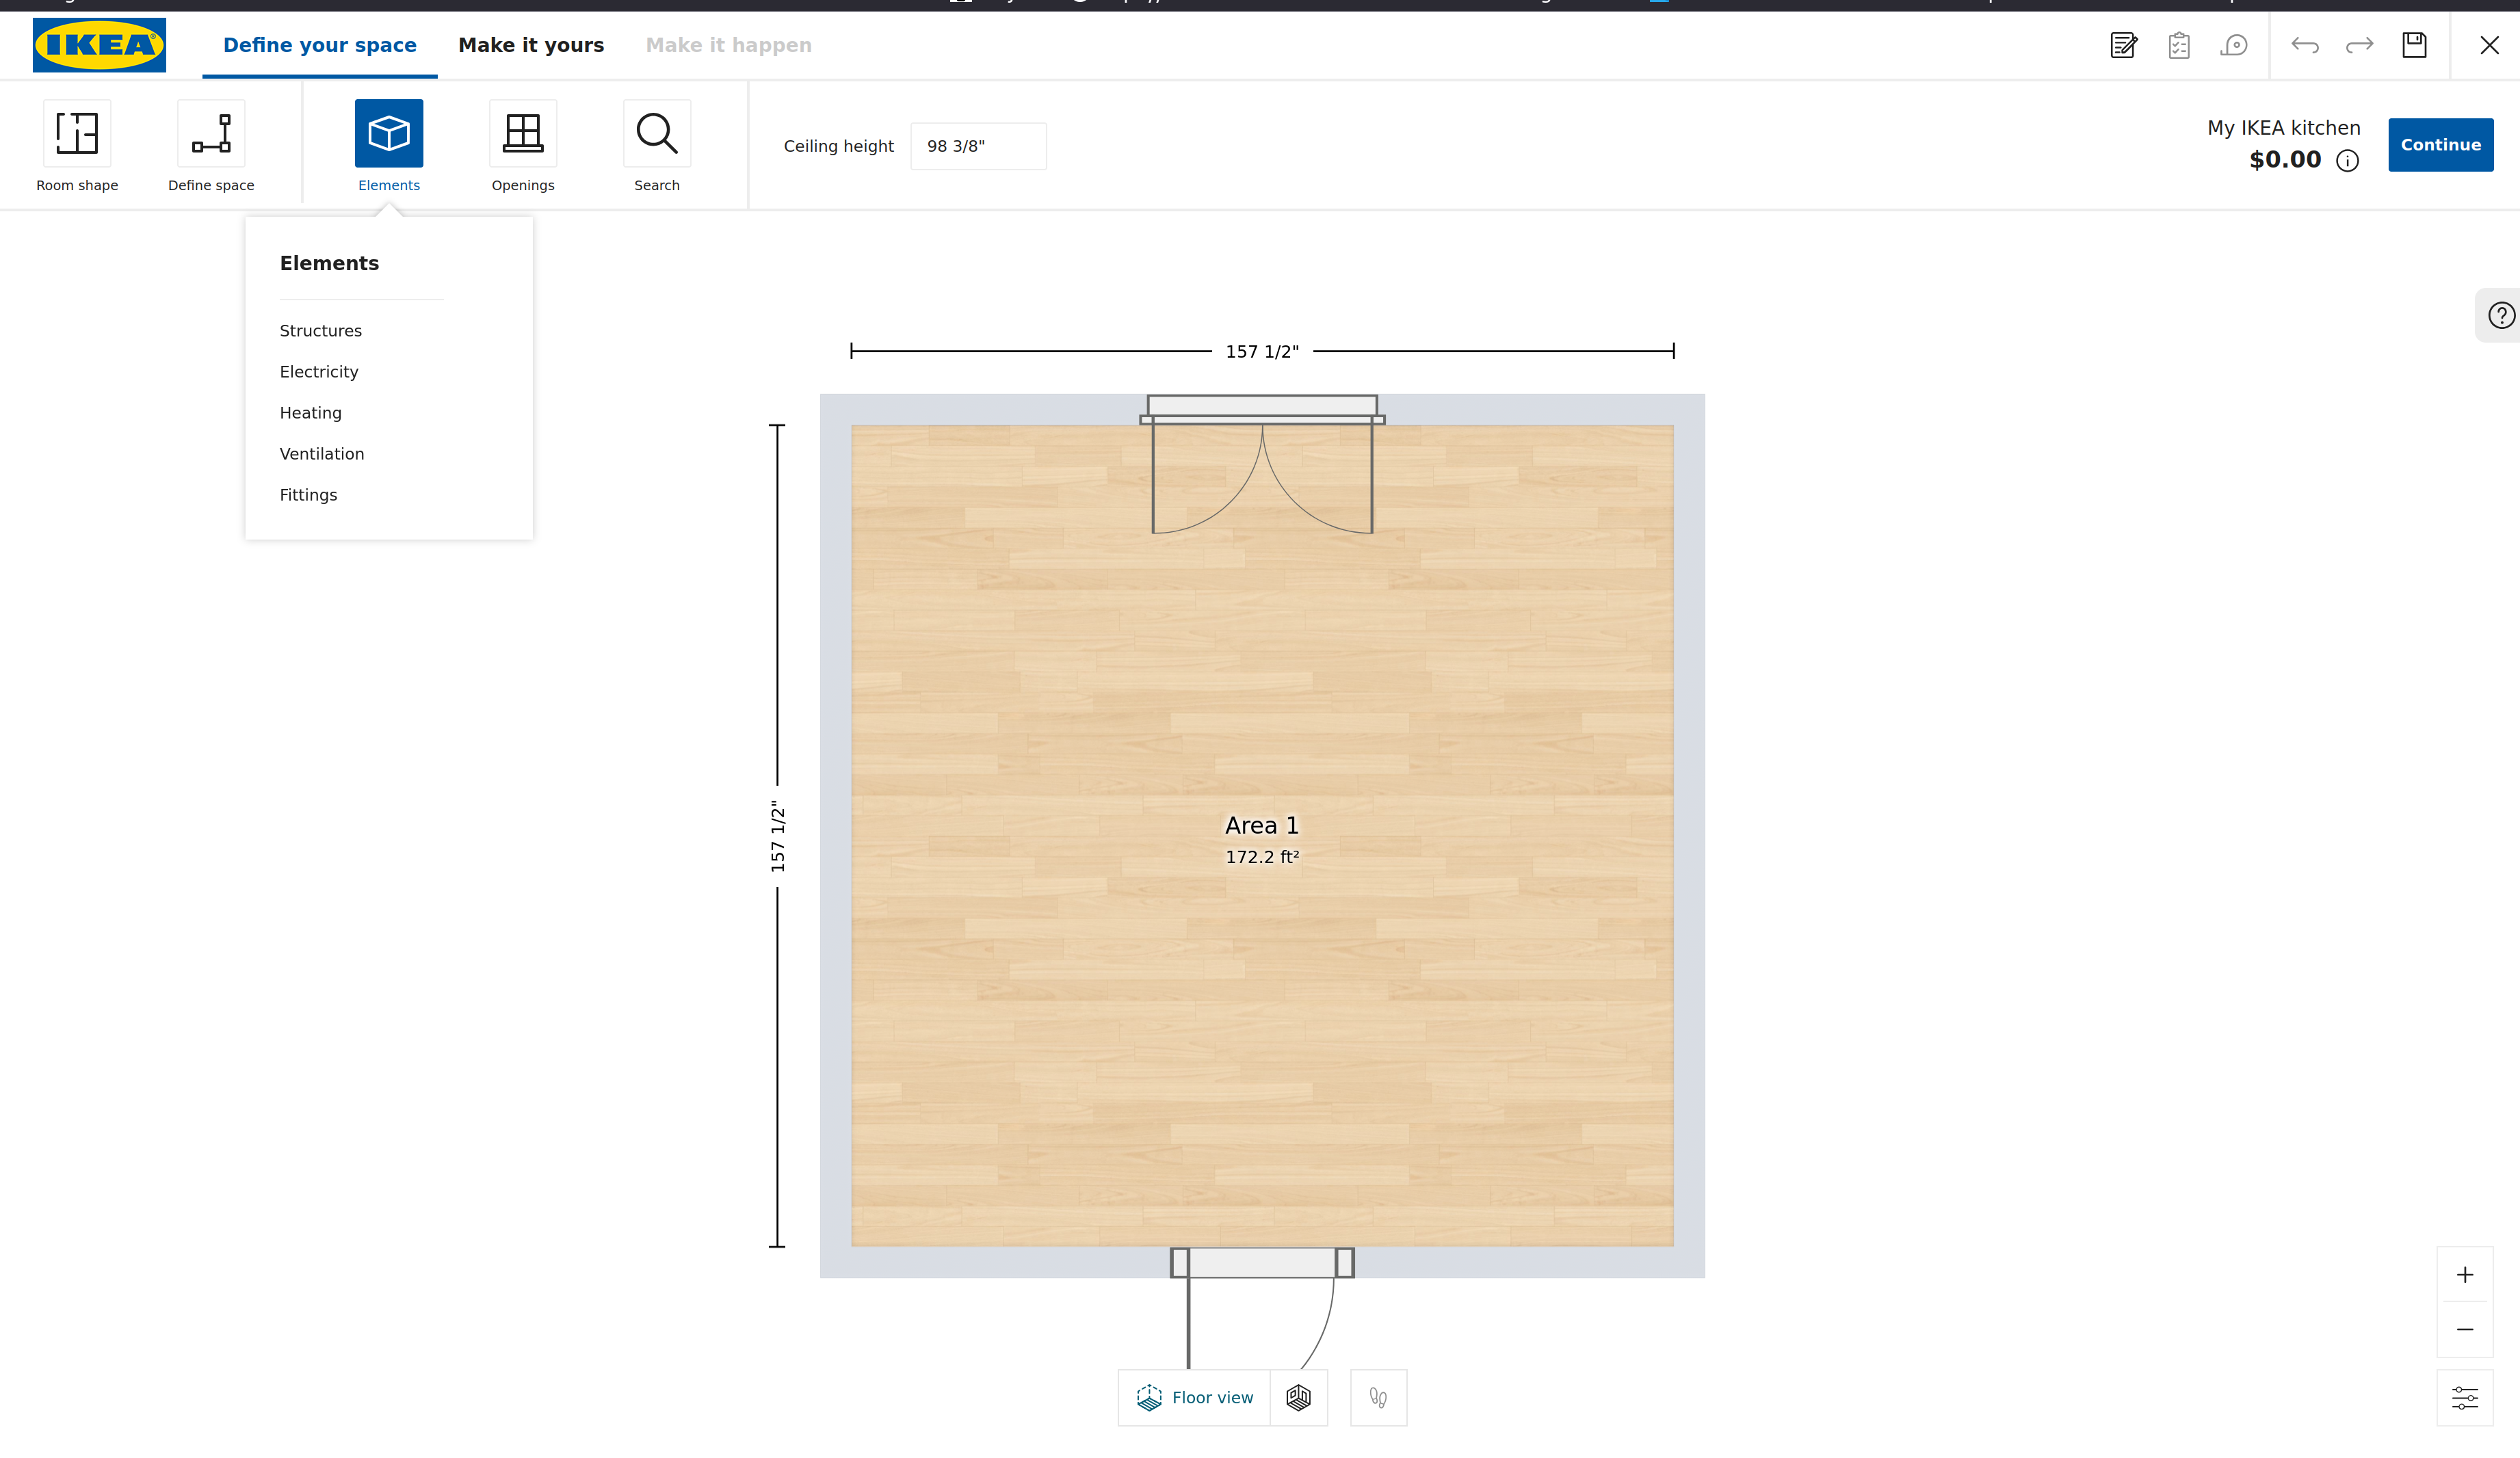 IKEA
Define your space
Make it yours
Make it happen
Room shape
Define space
Elements
Openings
Search
Ceiling height
98 3/8"
My IKEA kitchen
$0.00
Continue
Elements
Structures
Electricity
Heating
Ventilation
Fittings
157 1/2"
157 1/2"
Area 1
172.2 ft²
Floor view